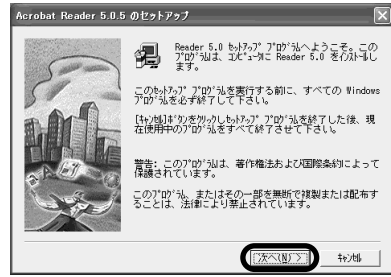 Acrobat Reader 5.0.5 のセットアップ
Reader 5.0 ｾｯﾄｱｯﾌﾟ ﾌﾟﾛｸﾞﾗﾑへようこそ。この
ﾌﾟﾛｸﾞﾗﾑは、ｺﾝﾋﾟｭｰﾀに Reader 5.0 をｲﾝｽﾄｰﾙし
ます。
このｾｯﾄｱｯﾌﾟ ﾌﾟﾛｸﾞﾗﾑを実行する前に、すべての Windows
ﾌﾟﾛｸﾞﾗﾑを必ず終了して下さい。
[ｷｬﾝｾﾙ]ﾎﾞﾀﾝをｸﾘｯｸしｾｯﾄｱｯﾌﾟ ﾌﾟﾛｸﾞﾗﾑを終了した後、現
在使用中のﾌﾟﾛｸﾞﾗﾑをすべて終了させて下さい。
警告: このﾌﾟﾛｸﾞﾗﾑは、著作権法および国際条約によって
保護されています。
このﾌﾟﾛｸﾞﾗﾑ、またはその一部を無断で複製または配布す
ることは、法律により禁止されています。
次へ(N) >
ｷｬﾝｾﾙ